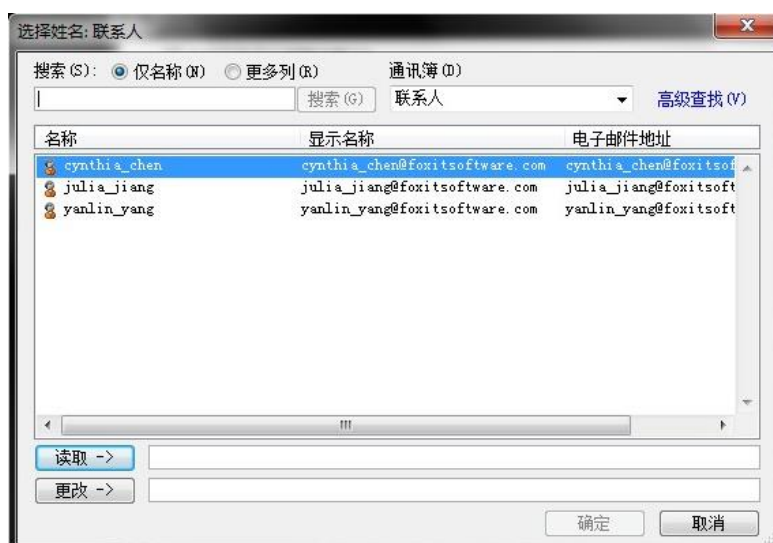 选择姓名: 联系人
搜索(S): 仅名称(N) 更多列(R) 通讯簿(D)
搜索(G) 联系人 高级查找(V)
名称 显示名称 电子邮件地址
cynthia_chen cynthia_chen@foxitsoftware.com cynthia_chen@foxitsof
julia_jiang julia_jiang@foxitsoftware.com julia_jiang@foxitsoft
yanlin_yang yanlin_yang@foxitsoftware.com yanlin_yang@foxitsoft
读取 ->
更改 ->
确定 取消